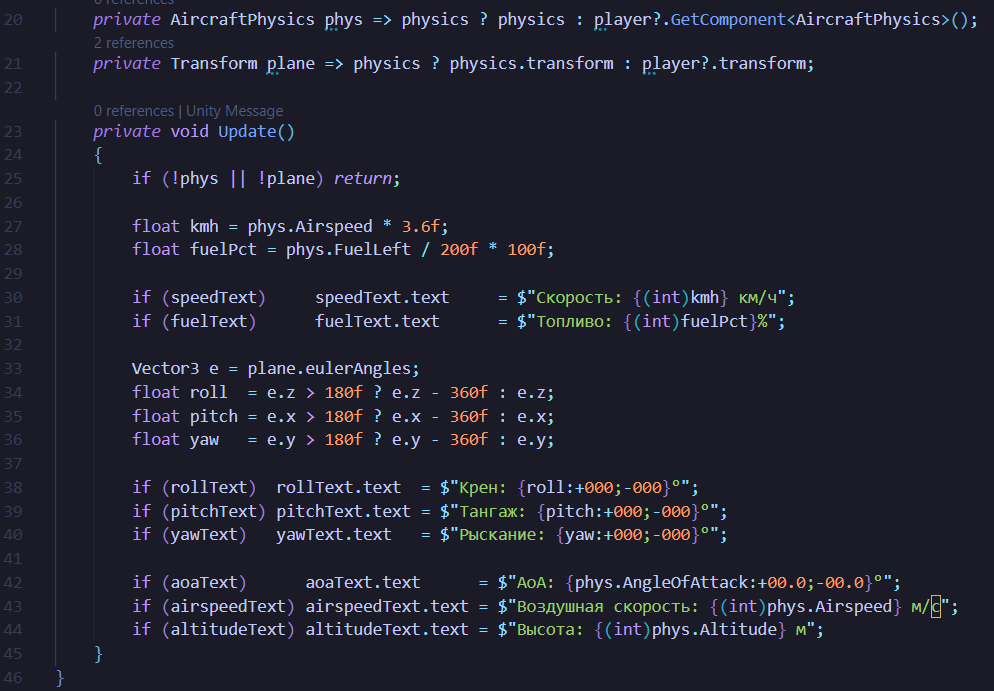 0 references
20 private AircraftPhysics phys => physics ? physics : player?.GetComponent<AircraftPhysics>();
2 references
21 private Transform plane => physics ? physics.transform : player?.transform;
22
0 references | Unity Message
23 private void Update()
24 {
25 if (!phys || !plane) return;
26
27 float kmh = phys.Airspeed * 3.6f;
28 float fuelPct = phys.FuelLeft / 200f * 100f;
29
30 if (speedText)     speedText.text     = $"Скорость: {(int)kmh} км/ч";
31 if (fuelText)      fuelText.text      = $"Топливо: {(int)fuelPct}%";
32
33 Vector3 e = plane.eulerAngles;
34 float roll  = e.z > 180f ? e.z - 360f : e.z;
35 float pitch = e.x > 180f ? e.x - 360f : e.x;
36 float yaw   = e.y > 180f ? e.y - 360f : e.y;
37
38 if (rollText)  rollText.text  = $"Крен: {roll:+000;-000}°";
39 if (pitchText) pitchText.text = $"Тангаж: {pitch:+000;-000}°";
40 if (yawText)   yawText.text   = $"Рыскание: {yaw:+000;-000}°";
41
42 if (aoaText)      aoaText.text      = $"AoA: {phys.AngleOfAttack:+00.0;-00.0}°";
43 if (airspeedText) airspeedText.text = $"Воздушная скорость: {(int)phys.Airspeed} м/с";
44 if (altitudeText) altitudeText.text = $"Высота: {(int)phys.Altitude} м";
45 }
46 }